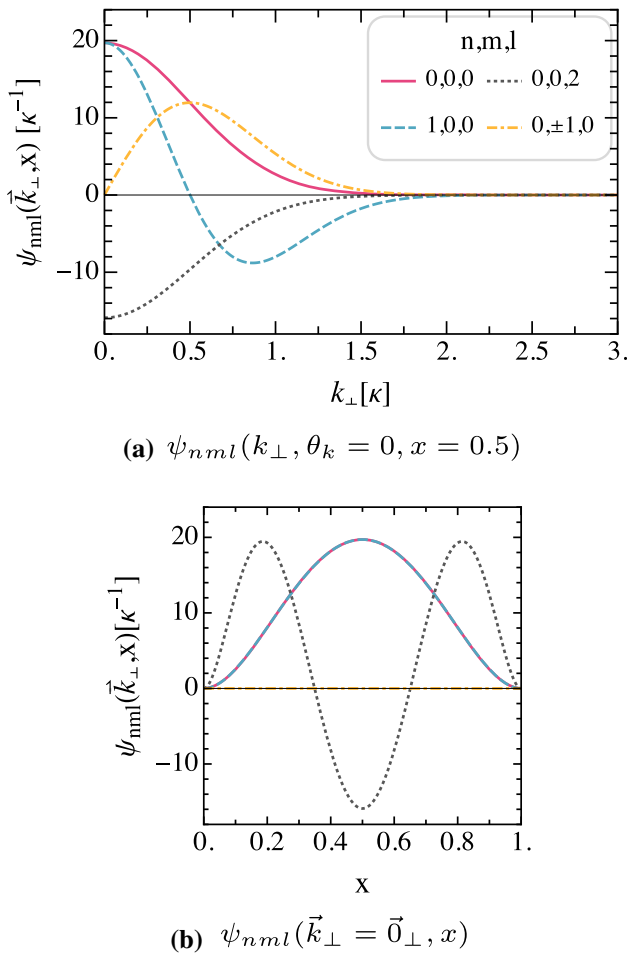 n,m,l
0,0,0
0,0,2
1,0,0
0,±1,0
20
10
0
−10
ψnml(k⃗⊥,x) [κ⁻¹]
0. 0.5 1. 1.5 2. 2.5 3.
k⊥[κ]
(a) ψnml(k⊥, θk = 0, x = 0.5)
20
10
0
−10
ψnml(k⃗⊥,x)[κ⁻¹]
0. 0.2 0.4 0.6 0.8 1.
x
(b) ψnml(k⃗⊥ = 0⃗⊥, x)